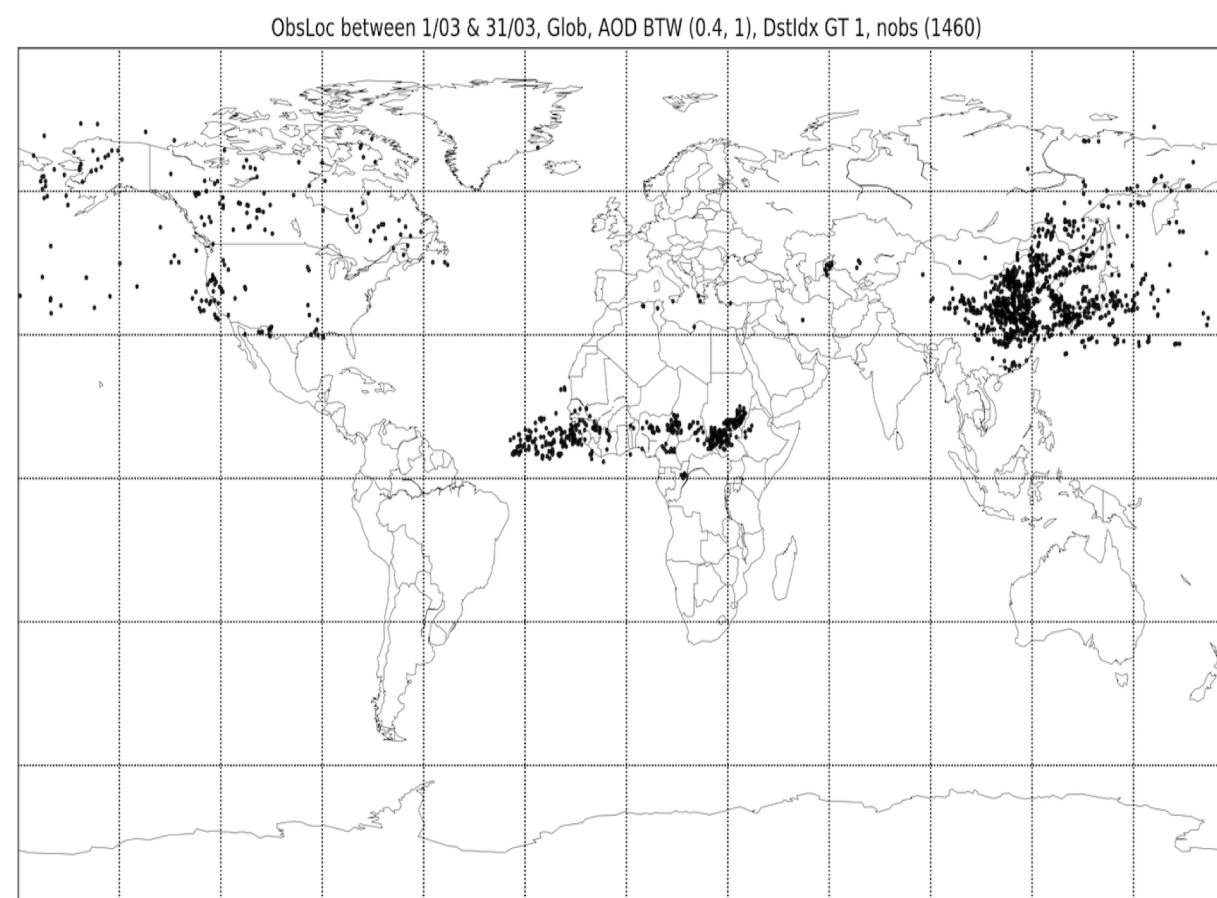 ObsLoc between 1/03 & 31/03, Glob, AOD BTW (0.4, 1), DstIdx GT 1, nobs (1460)